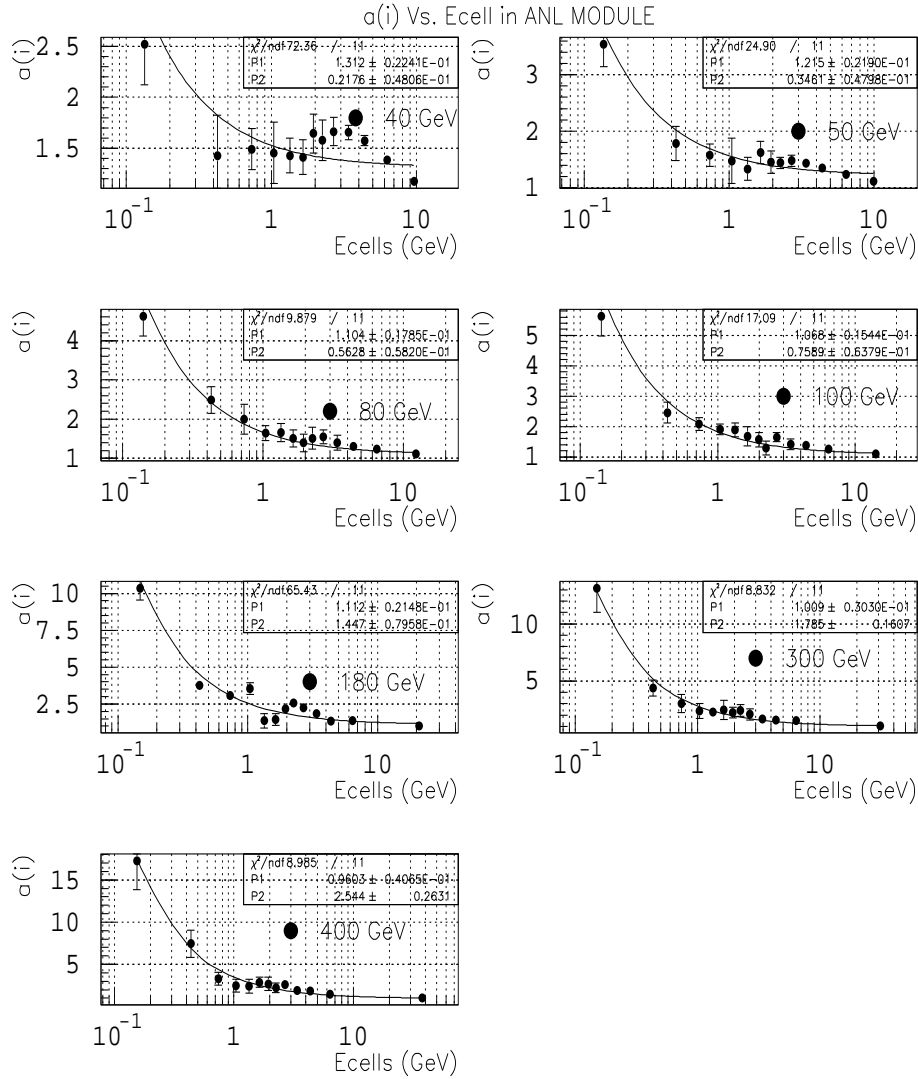 a(i) Vs. Ecell in ANL MODULE
a(i)
2.5
2
1.5
χ²/ndf 72.36 / 11
P1 1.312 ± 0.2241E-01
P2 0.2176 ± 0.4806E-01
40 GeV
10⁻¹ 1 10
Ecells (GeV)
a(i)
3
2
1
χ²/ndf 24.90 / 11
P1 1.215 ± 0.2190E-01
P2 0.3461 ± 0.4798E-01
50 GeV
10⁻¹ 1 10
Ecells (GeV)
a(i)
4
3
2
1
χ²/ndf 9.879 / 11
P1 1.104 ± 0.1785E-01
P2 0.5628 ± 0.5820E-01
80 GeV
10⁻¹ 1 10
Ecells (GeV)
a(i)
5
4
3
2
1
χ²/ndf 17.09 / 11
P1 1.068 ± 0.1544E-01
P2 0.7589 ± 0.6379E-01
100 GeV
10⁻¹ 1 10
Ecells (GeV)
a(i)
10
7.5
5
2.5
χ²/ndf 65.43 / 11
P1 1.112 ± 0.2148E-01
P2 1.447 ± 0.7958E-01
180 GeV
10⁻¹ 1 10
Ecells (GeV)
a(i)
10
5
χ²/ndf 8.832 / 11
P1 1.009 ± 0.3030E-01
P2 1.785 ± 0.1607
300 GeV
10⁻¹ 1 10
Ecells (GeV)
a(i)
15
10
5
χ²/ndf 8.985 / 11
P1 0.9603 ± 0.4065E-01
P2 2.544 ± 0.2631
400 GeV
10⁻¹ 1 10
Ecells (GeV)